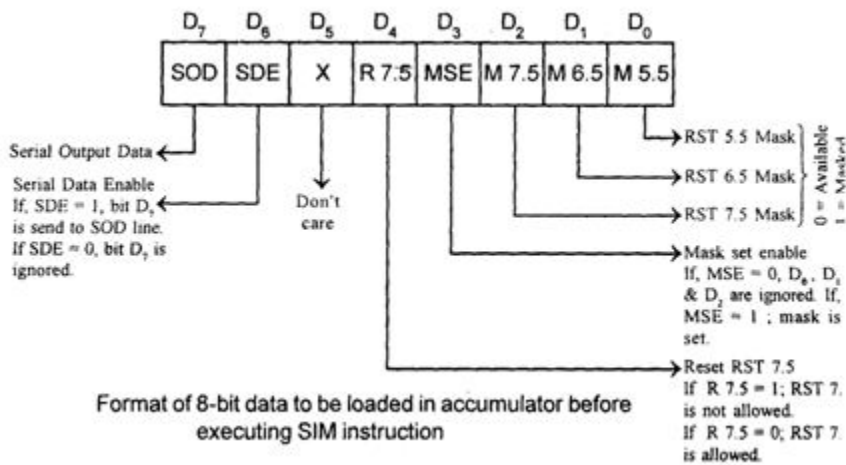 D7 D6 D5 D4 D3 D2 D1 D0
SOD SDE X R 7.5 MSE M 7.5 M 6.5 M 5.5
Serial Output Data
Serial Data Enable
If, SDE = 1, bit D7
is send to SOD line.
If SDE = 0, bit D7 is
ignored.
Don't
care
RST 5.5 Mask
RST 6.5 Mask
RST 7.5 Mask
0 = Available
1 = Masked
Mask set enable
If, MSE = 0, D0, D1
& D2 are ignored. If,
MSE = 1 ; mask is
set.
Reset RST 7.5
If R 7.5 = 1; RST 7.
is not allowed.
If R 7.5 = 0; RST 7
is allowed.
Format of 8-bit data to be loaded in accumulator before
executing SIM instruction